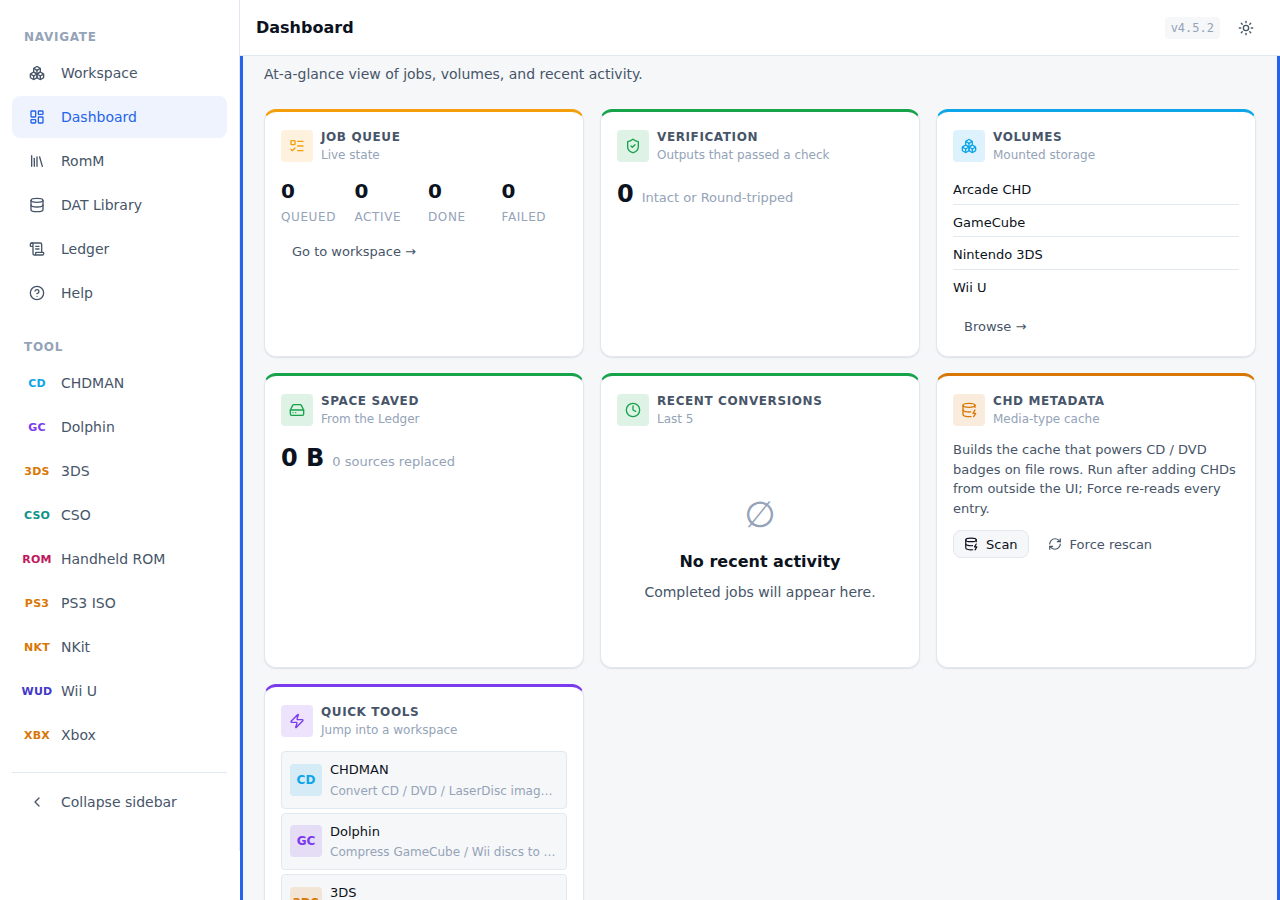 NAVIGATE
Workspace
Dashboard
RomM
DAT Library
Ledger
Help
TOOL
CD CHDMAN
GC Dolphin
3DS 3DS
CSO CSO
ROM Handheld ROM
PS3 PS3 ISO
NKT NKit
WUD Wii U
XBX Xbox
Collapse sidebar
Dashboard
v4.5.2
At-a-glance view of jobs, volumes, and recent activity.
JOB QUEUE
Live state
0 0 0 0
QUEUED ACTIVE DONE FAILED
Go to workspace →
VERIFICATION
Outputs that passed a check
0 Intact or Round-tripped
VOLUMES
Mounted storage
Arcade CHD
GameCube
Nintendo 3DS
Wii U
Browse →
SPACE SAVED
From the Ledger
0 B 0 sources replaced
RECENT CONVERSIONS
Last 5
No recent activity
Completed jobs will appear here.
CHD METADATA
Media-type cache
Builds the cache that powers CD / DVD
badges on file rows. Run after adding CHDs
from outside the UI; Force re-reads every
entry.
Scan Force rescan
QUICK TOOLS
Jump into a workspace
CD
CHDMAN
Convert CD / DVD / LaserDisc imag...
GC
Dolphin
Compress GameCube / Wii discs to ...
3DS
3DS